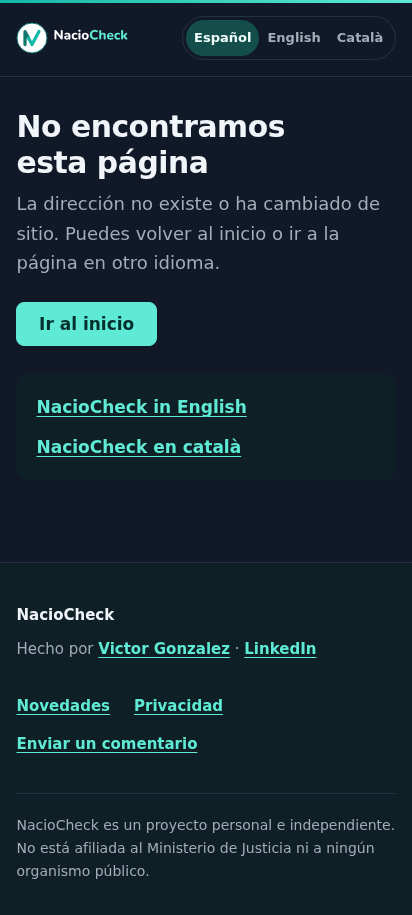 NacioCheck
Español English Català
No encontramos
esta página
La dirección no existe o ha cambiado de
sitio. Puedes volver al inicio o ir a la
página en otro idioma.
Ir al inicio
NacioCheck in English
NacioCheck en català
NacioCheck
Hecho por Victor Gonzalez · LinkedIn
Novedades Privacidad
Enviar un comentario
NacioCheck es un proyecto personal e independiente.
No está afiliada al Ministerio de Justicia ni a ningún
organismo público.